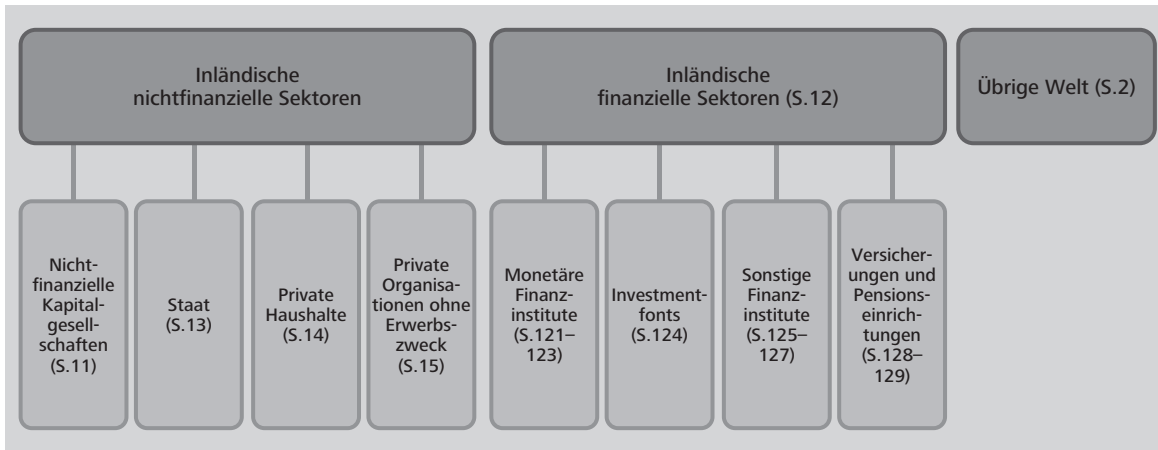 Inländische
nichtfinanzielle Sektoren
Inländische
finanzielle Sektoren (S.12)
Übrige Welt (S.2)
Nicht-
finanzielle
Kapital-
gesell-
schaften
(S.11)
Staat
(S.13)
Private
Haushalte
(S.14)
Private
Organisa-
tionen ohne
Erwerbs-
zweck
(S.15)
Monetäre
Finanz-
institute
(S.121–
123)
Investment-
fonts
(S.124)
Sonstige
Finanz-
institute
(S.125–
127)
Versicher-
ungen und
Pensions-
einrich-
tungen
(S.128–
129)